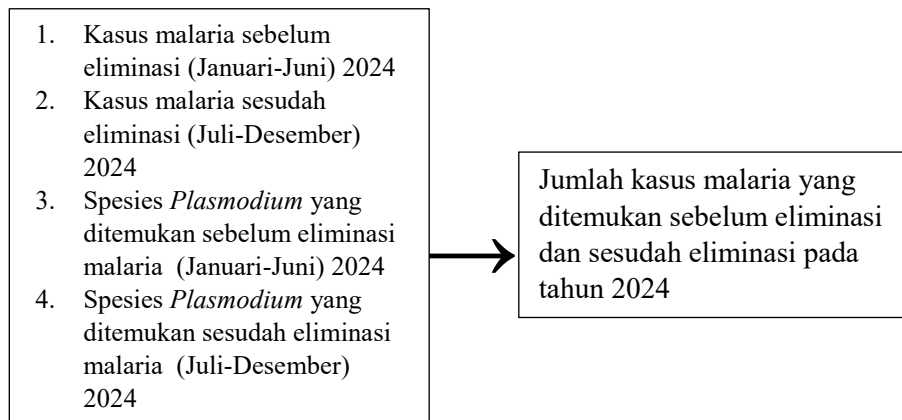 1. Kasus malaria sebelum
eliminasi (Januari-Juni) 2024
2. Kasus malaria sesudah
eliminasi (Juli-Desember)
2024
3. Spesies Plasmodium yang
ditemukan sebelum eliminasi
malaria (Januari-Juni) 2024
4. Spesies Plasmodium yang
ditemukan sesudah eliminasi
malaria (Juli-Desember)
2024
Jumlah kasus malaria yang
ditemukan sebelum eliminasi
dan sesudah eliminasi pada
tahun 2024